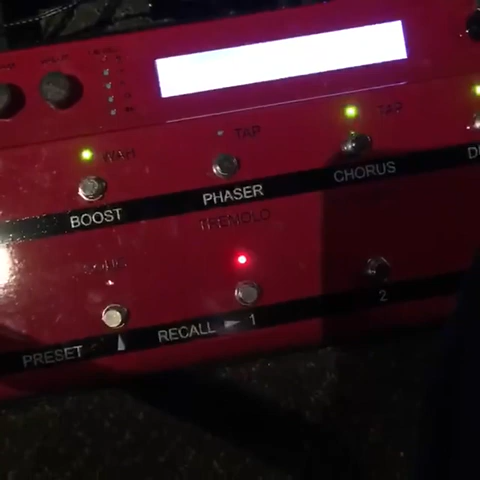 WAH
TAP
TAP
BOOST
PHASER
CHORUS
TREMOLO
PRESET
RECALL
1
2